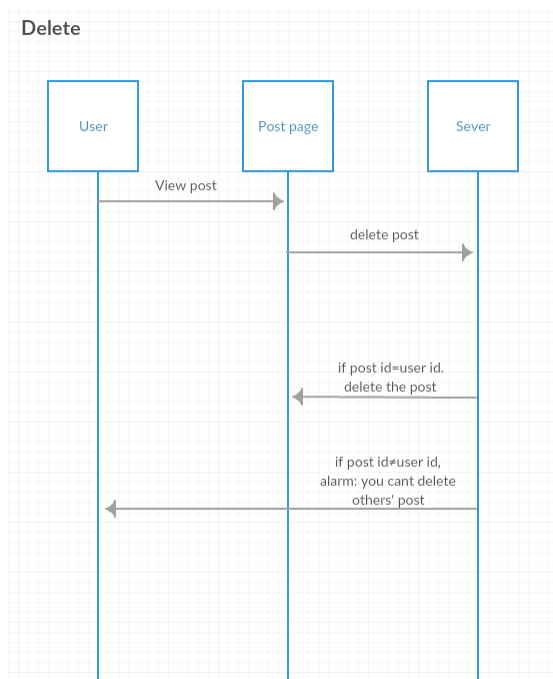 Delete
User
Post page
Sever
View post
delete post
if post id=user id.
delete the post
if post id≠user id,
alarm: you cant delete
others' post